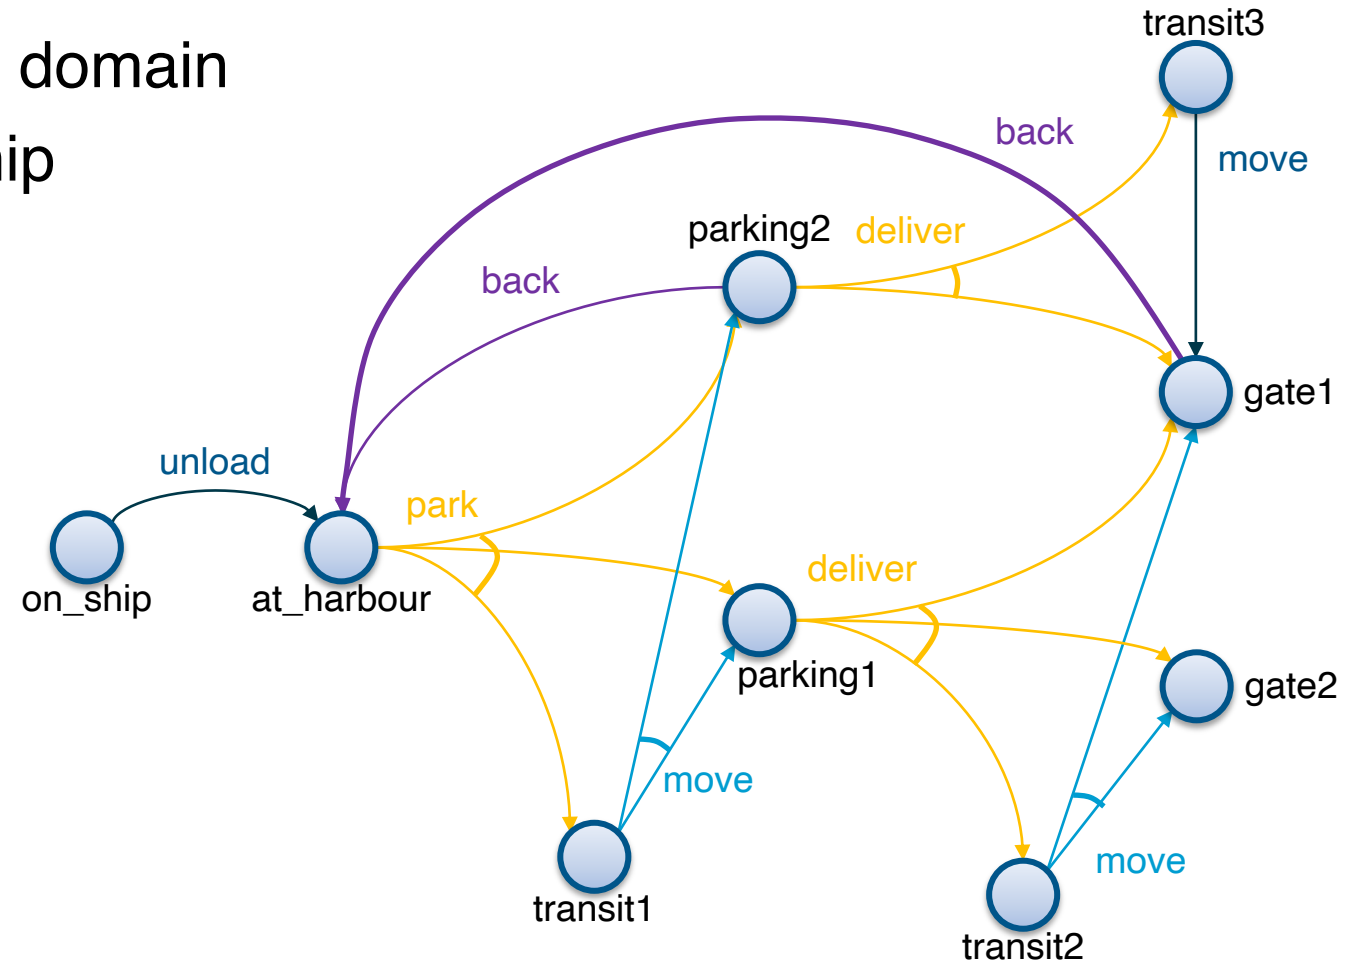 domain
transit3
back
move
ip
parking2
deliver
back
gate1
unload
park
deliver
on_ship
at_harbour
parking1
gate2
move
move
transit1
transit2